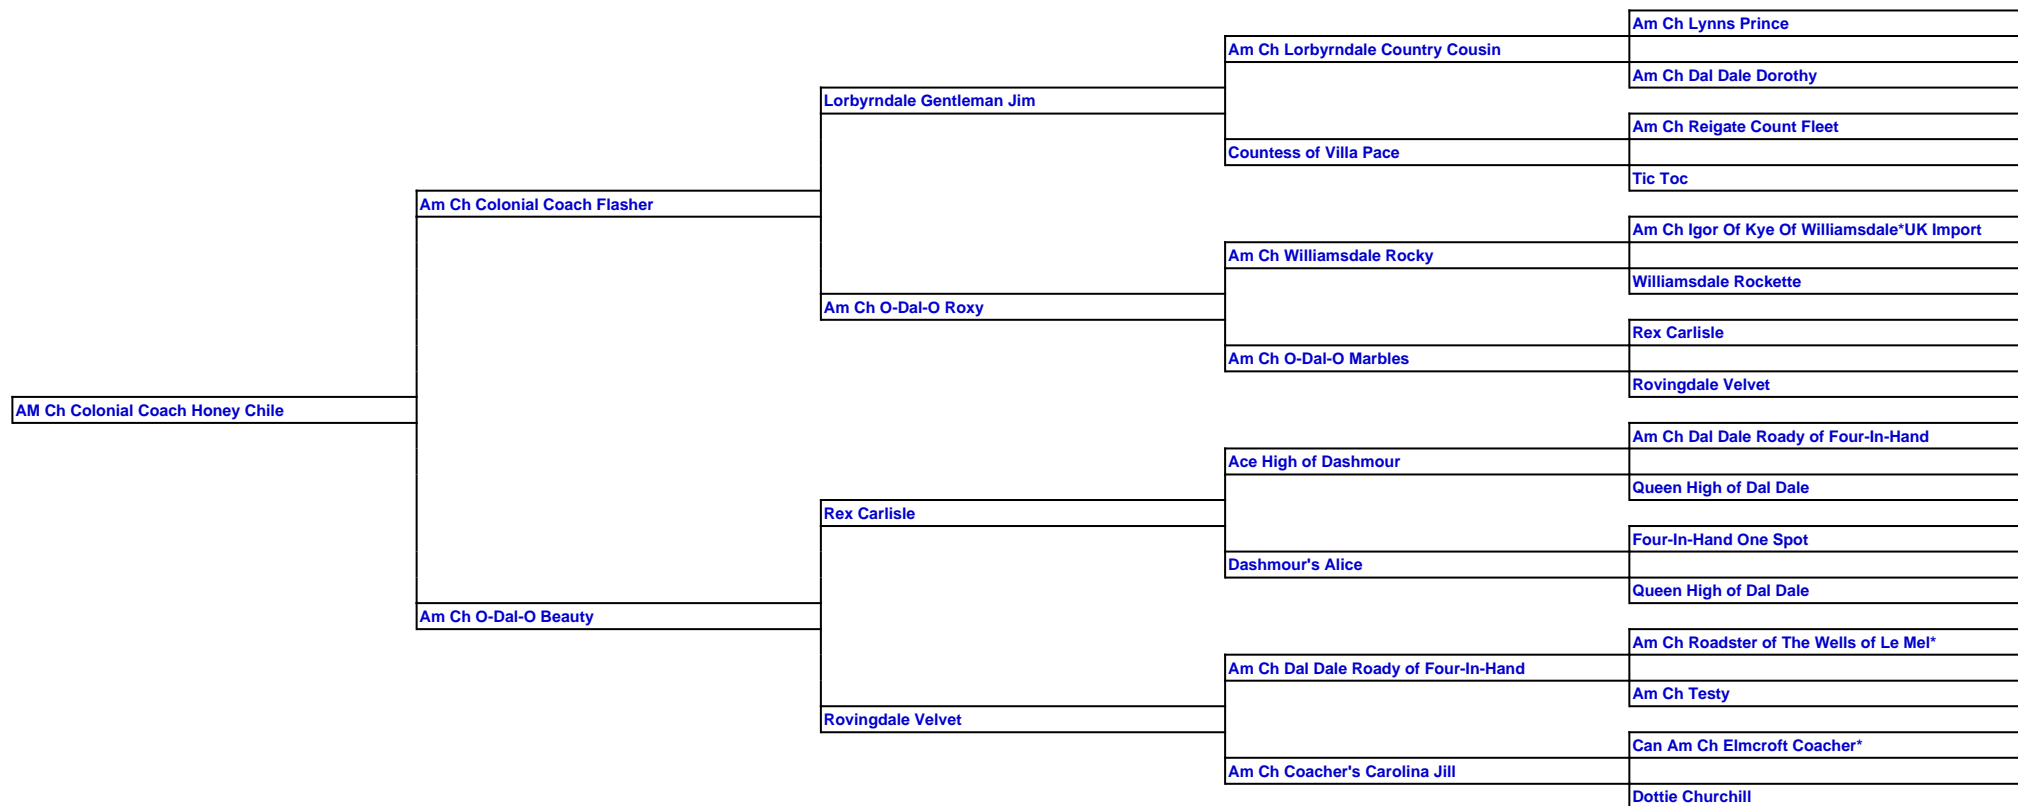 Am Ch Lynns Prince
Am Ch Lorbyrndale Country Cousin
Am Ch Dal Dale Dorothy
Lorbyrndale Gentleman Jim
Am Ch Reigate Count Fleet
Countess of Villa Pace
Tic Toc
Am Ch Colonial Coach Flasher
Am Ch Igor Of Kye Of Williamsdale*UK Import
Am Ch Williamsdale Rocky
Williamsdale Rockette
Am Ch O-Dal-O Roxy
Rex Carlisle
Am Ch O-Dal-O Marbles
Rovingdale Velvet
AM Ch Colonial Coach Honey Chile
Am Ch Dal Dale Roady of Four-In-Hand
Ace High of Dashmour
Queen High of Dal Dale
Rex Carlisle
Four-In-Hand One Spot
Dashmour's Alice
Queen High of Dal Dale
Am Ch O-Dal-O Beauty
Am Ch Roadster of The Wells of Le Mel*
Am Ch Dal Dale Roady of Four-In-Hand
Am Ch Testy
Rovingdale Velvet
Can Am Ch Elmcroft Coacher*
Am Ch Coacher's Carolina Jill
Dottie Churchill